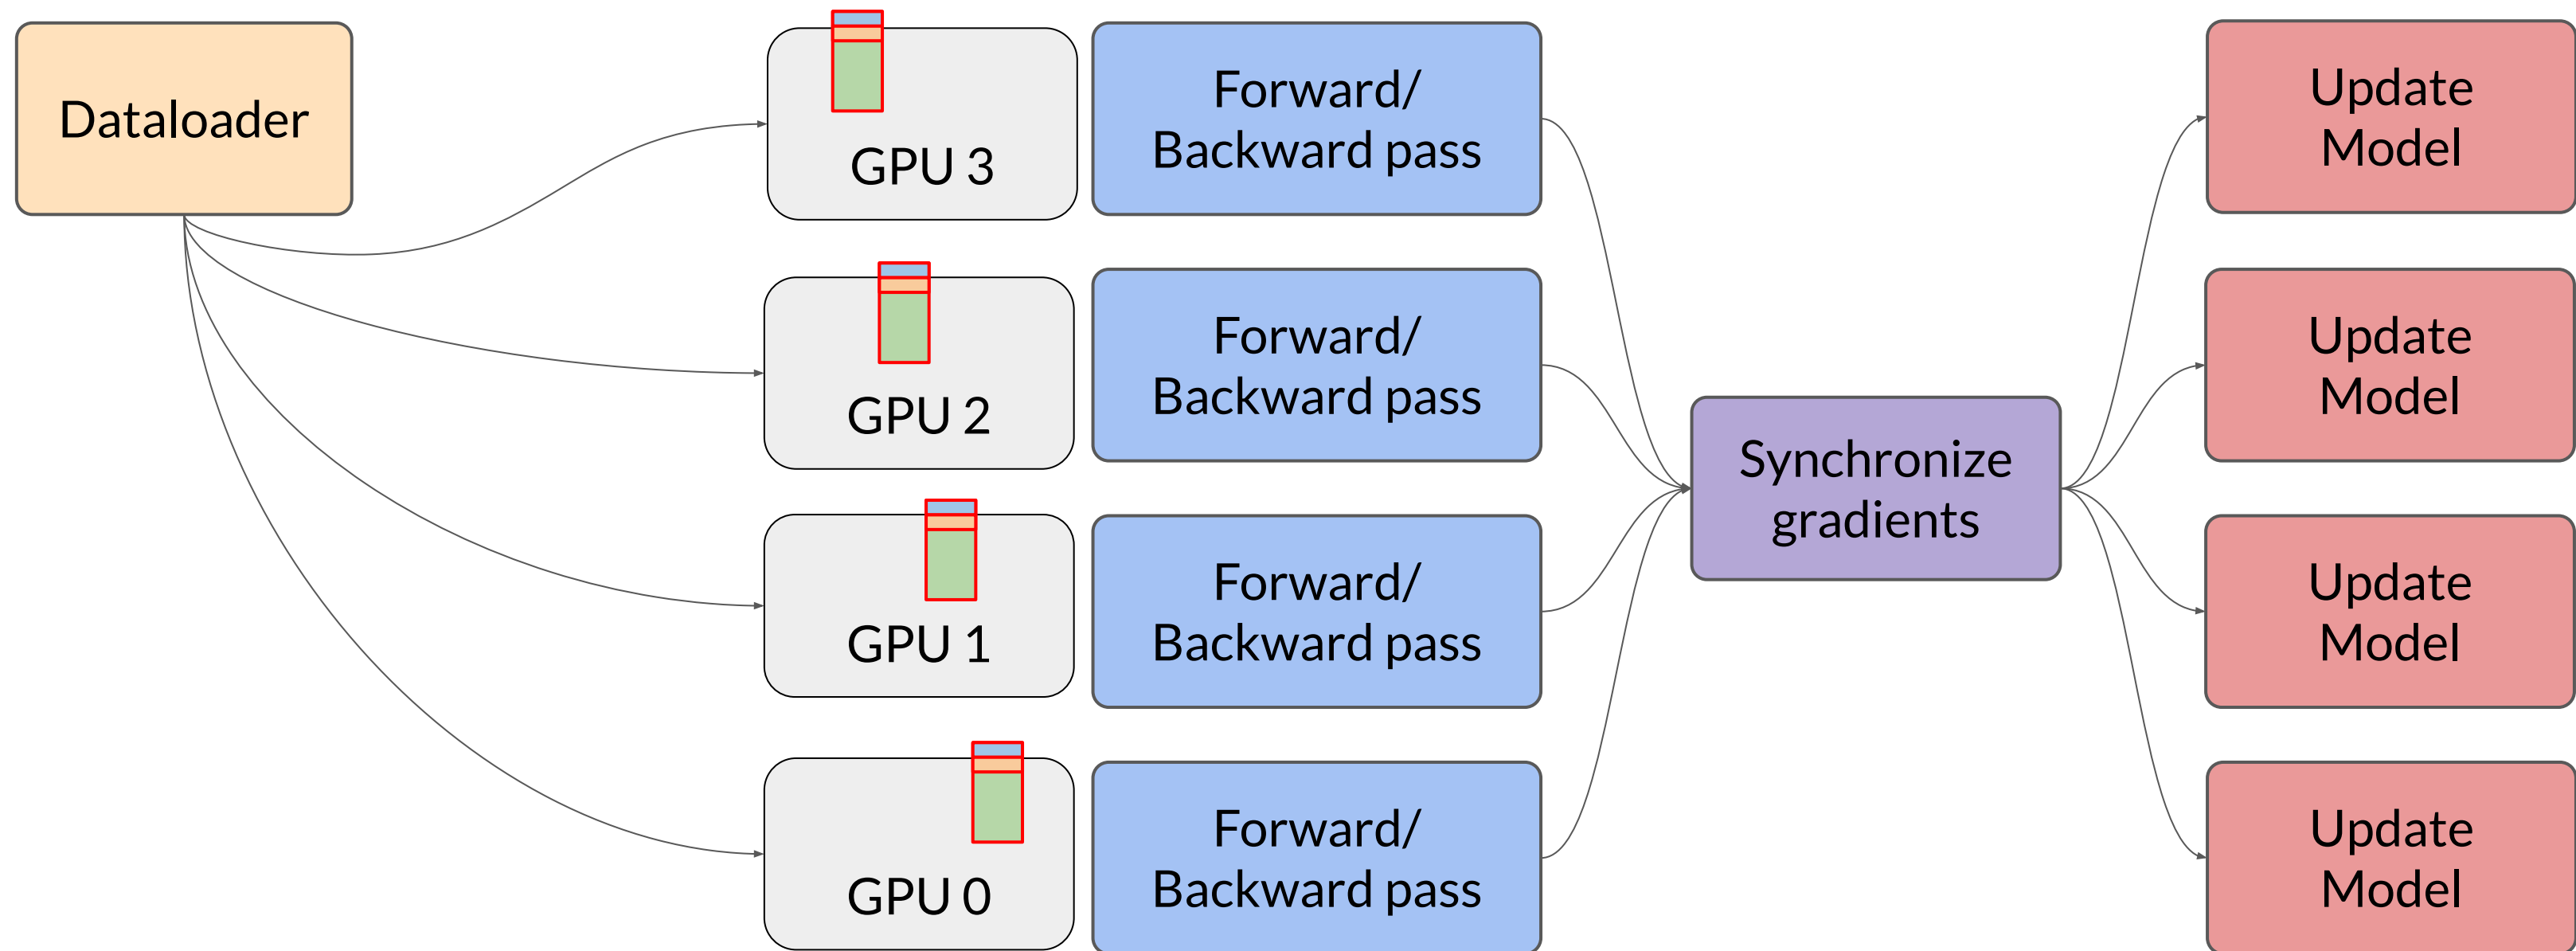 Dataloader
GPU 3
Forward/
Backward pass
Update
Model
GPU 2
Forward/
Backward pass
Update
Model
Synchronize
gradients
GPU 1
Forward/
Backward pass
Update
Model
GPU 0
Forward/
Backward pass
Update
Model